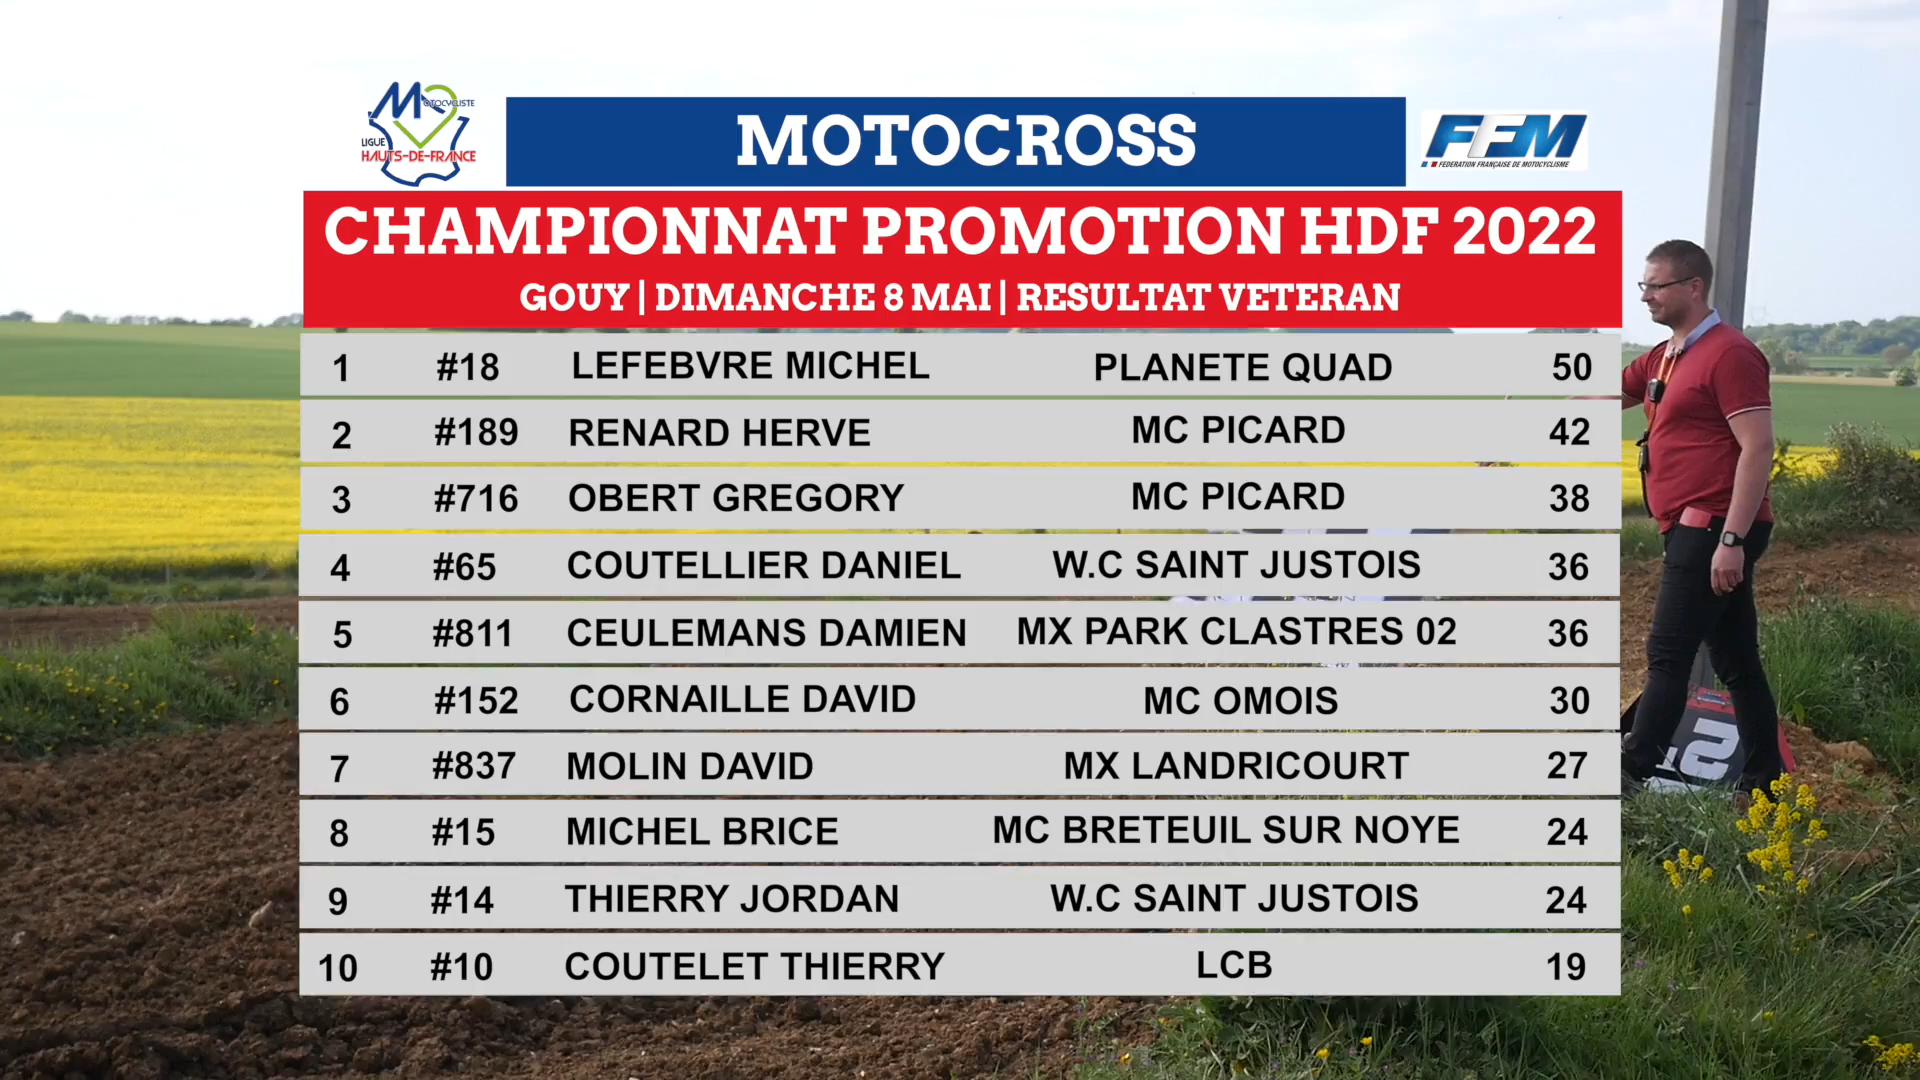 MOTOCYCLISTE
LIGUE
HAUTS-DE-FRANCE
MOTOCROSS
FFM
FEDERATION FRANÇAISE DE MOTOCYCLISME
CHAMPIONNAT PROMOTION HDF 2022
GOUY | DIMANCHE 8 MAI | RESULTAT VETERAN
1 #18 LEFEBVRE MICHEL PLANETE QUAD 50
2 #189 RENARD HERVE MC PICARD 42
3 #716 OBERT GREGORY MC PICARD 38
4 #65 COUTELLIER DANIEL W.C SAINT JUSTOIS 36
5 #811 CEULEMANS DAMIEN MX PARK CLASTRES 02 36
6 #152 CORNAILLE DAVID MC OMOIS 30
7 #837 MOLIN DAVID MX LANDRICOURT 27
8 #15 MICHEL BRICE MC BRETEUIL SUR NOYE 24
9 #14 THIERRY JORDAN W.C SAINT JUSTOIS 24
10 #10 COUTELET THIERRY LCB 19